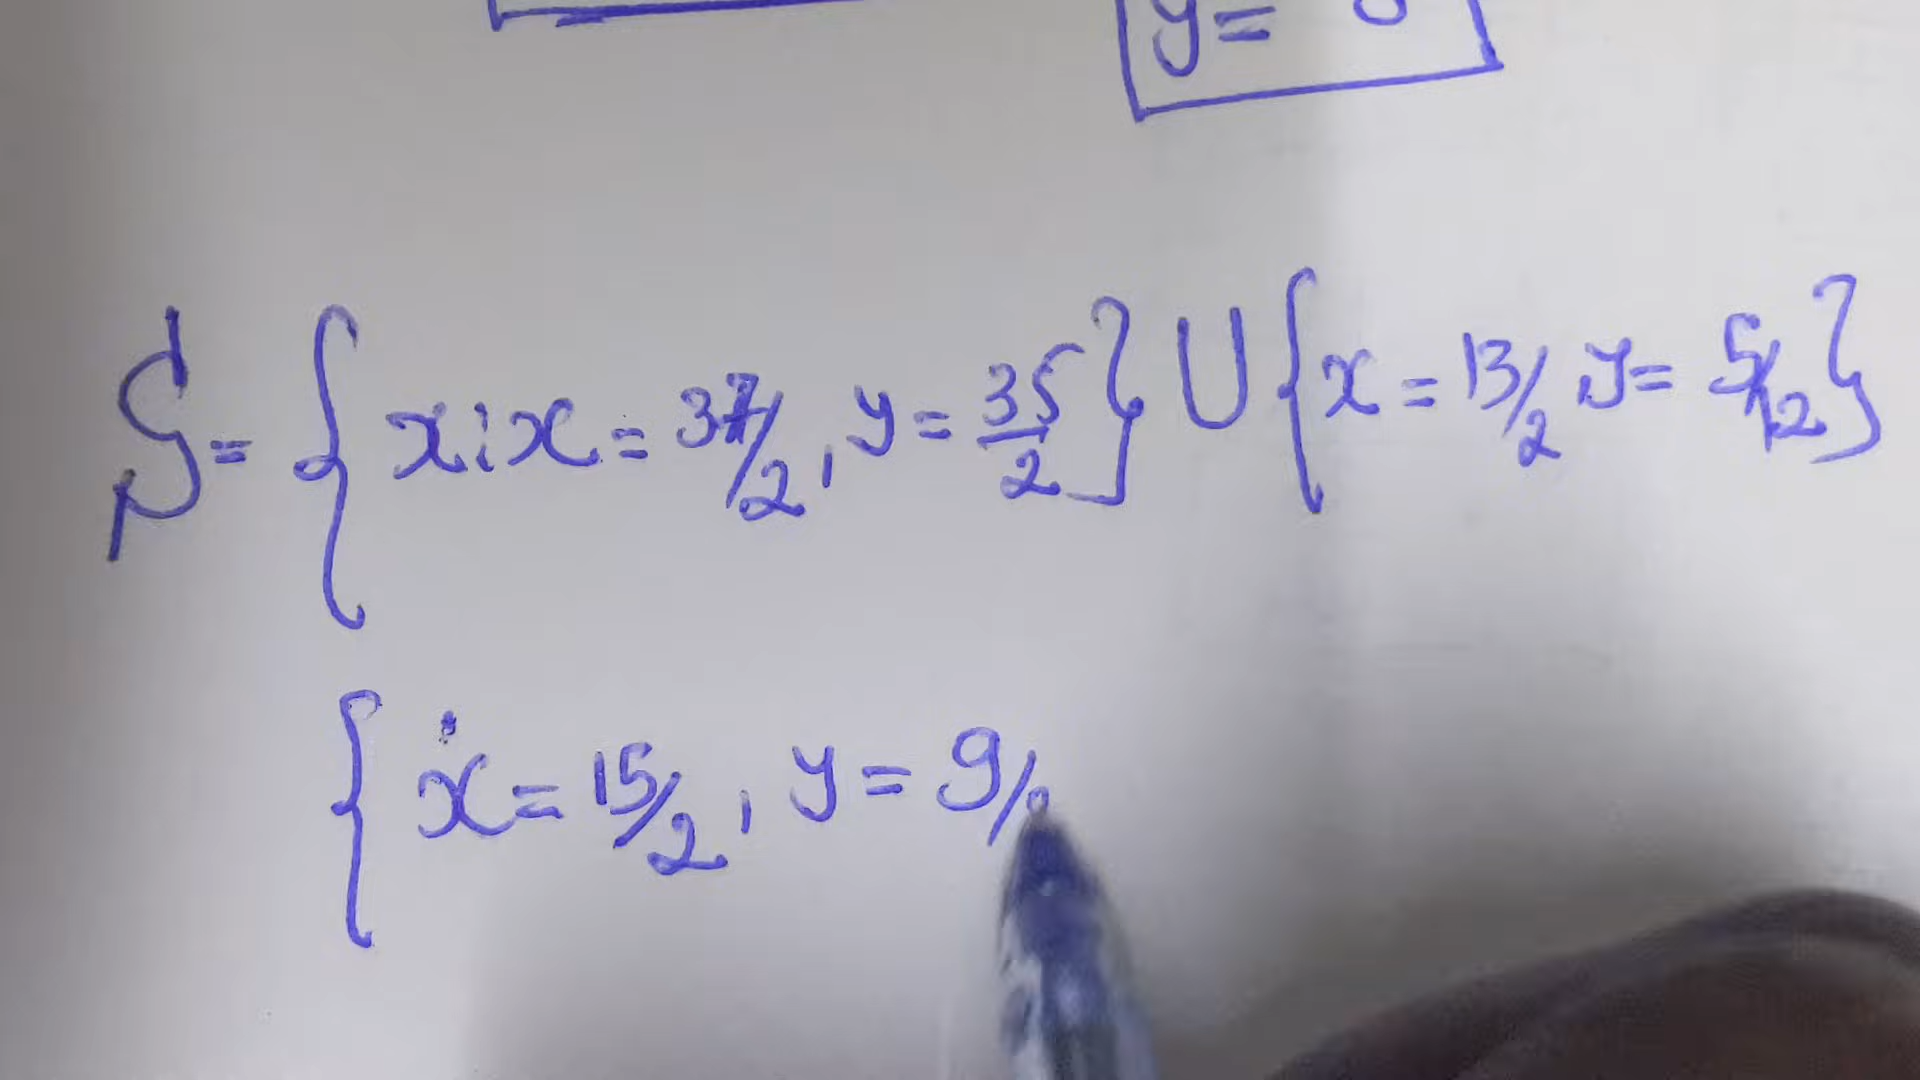 y =
S = { x : x = 37/2, y = 35/2 } U { x = 13/2 y = 5/2 }
{ x = 15/2, y = 9/